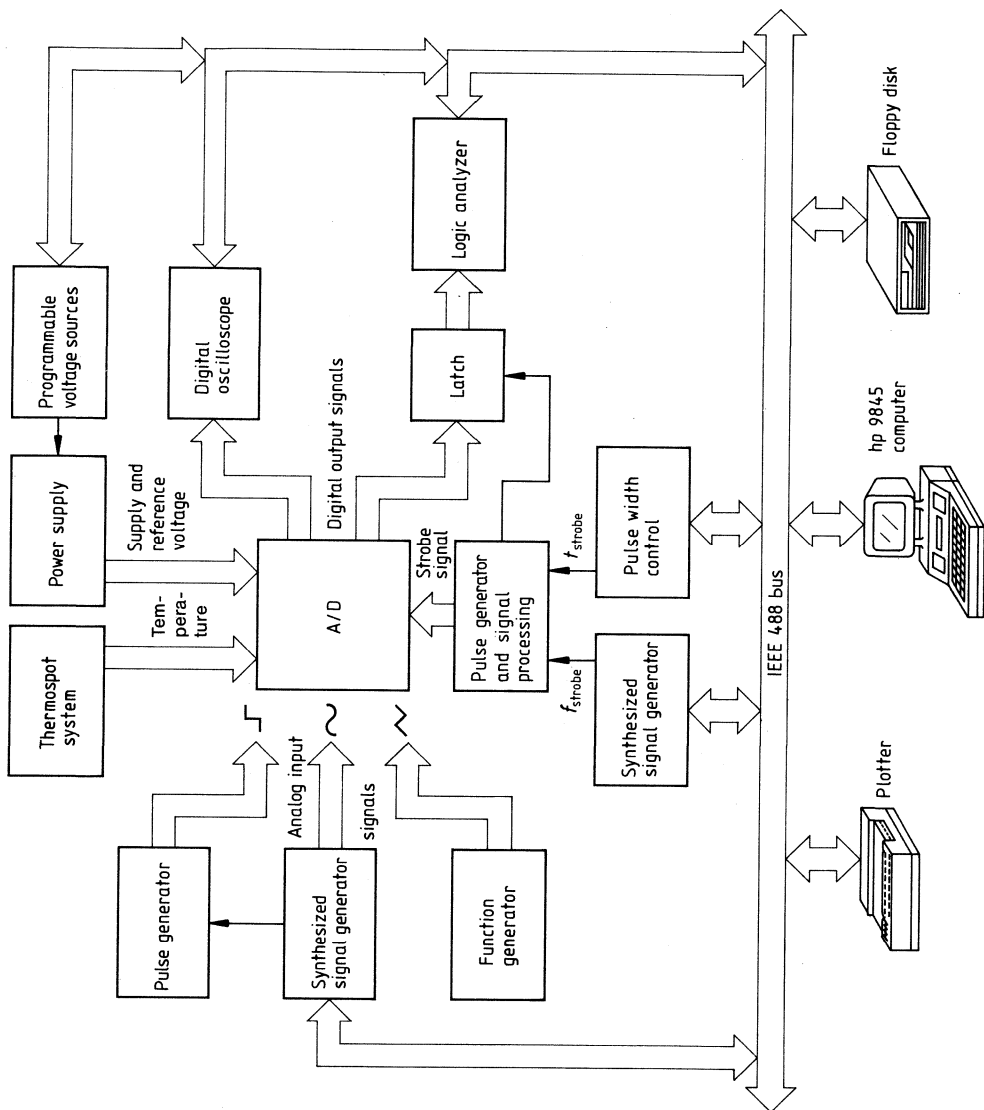 Thermospot
system
Power supply
Programmable
voltage sources
Tem-
pera-
ture
Supply and
reference
voltage
Pulse generator
Analog input
signals
Synthesized
signal generator
Function
generator
A/D
Digital
oscilloscope
Digital output signals
Strobe
signal
Latch
Logic analyzer
Pulse generator
and signal
processing
fstrobe
tstrobe
Synthesized
signal generator
Pulse width
control
IEEE 488 bus
Plotter
hp 9845
computer
Floppy disk